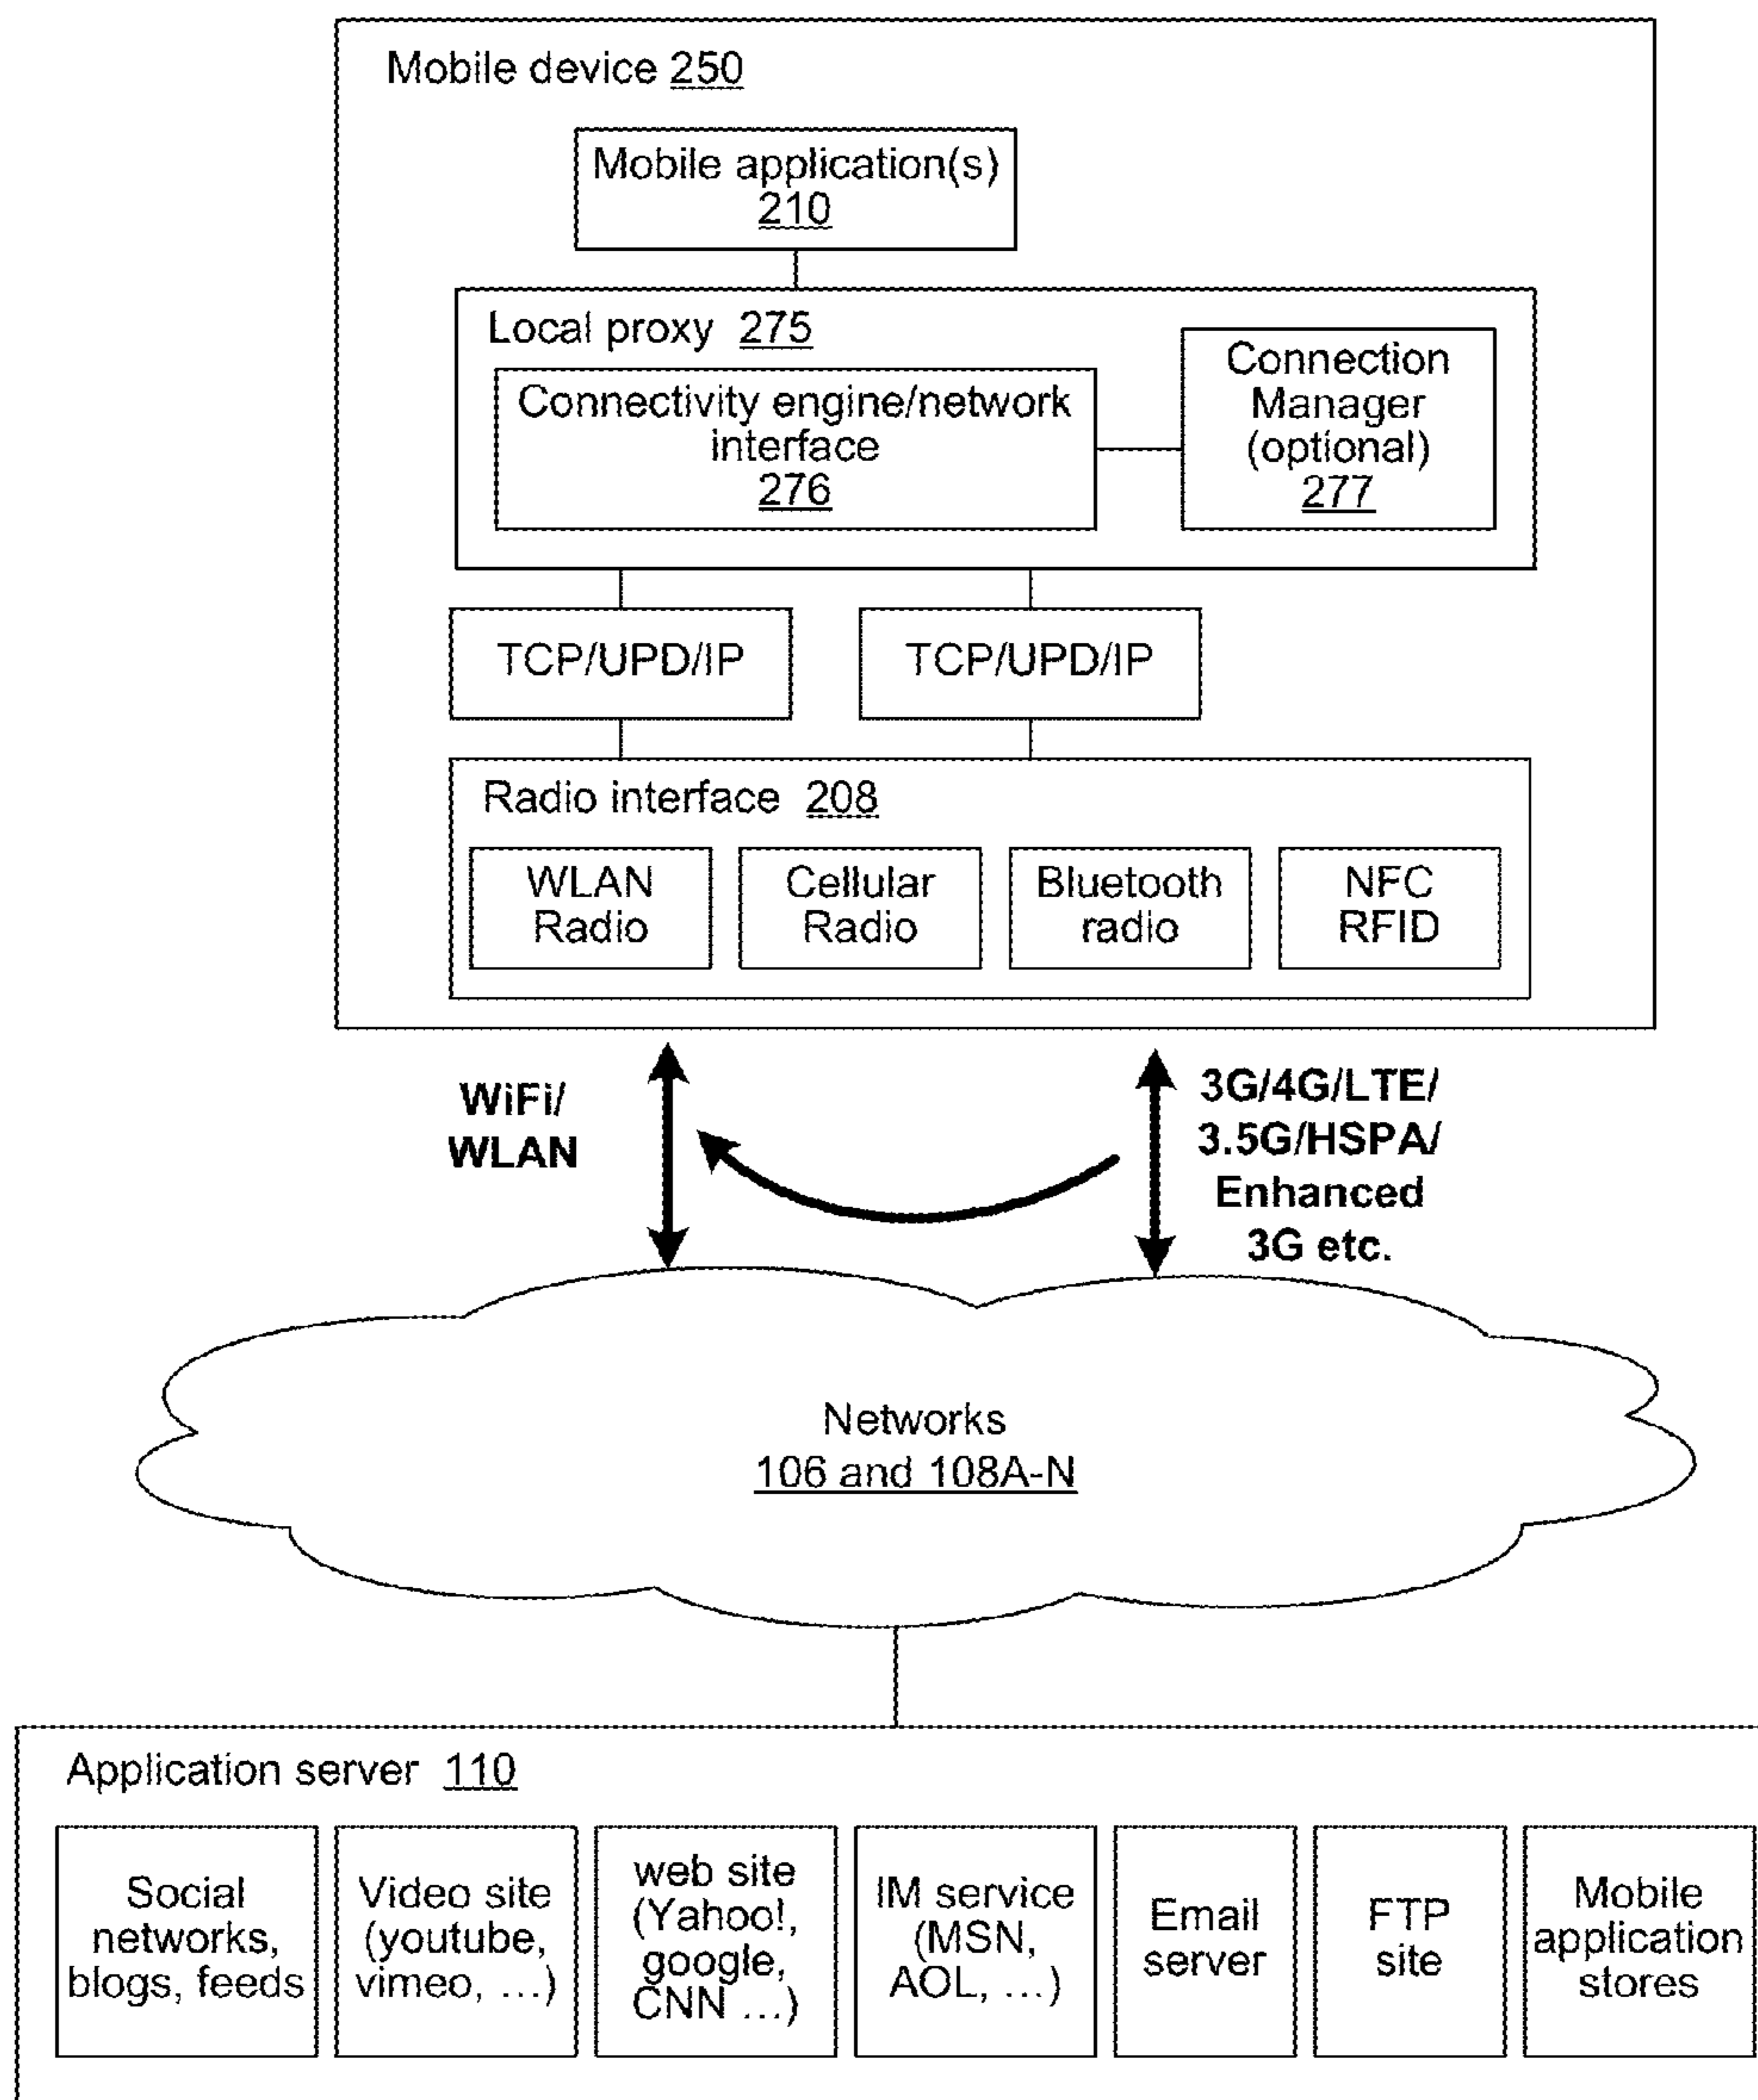 Mobile device 250
Mobile application(s)
210
Local proxy 275
Connectivity engine/network
interface
276
Connection
Manager
(optional)
277
TCP/UPD/IP
TCP/UPD/IP
Radio interface 208
WLAN
Radio
Cellular
Radio
Bluetooth
radio
NFC
RFID
WiFi/
WLAN
3G/4G/LTE/
3.5G/HSPA/
Enhanced
3G etc.
Networks
106 and 108A-N
Application server 110
Social
networks,
blogs, feeds
Video site
(youtube,
vimeo, ...)
web site
(Yahoo!,
google,
CNN ...)
IM service
(MSN,
AOL, ...)
Email
server
FTP
site
Mobile
application
stores